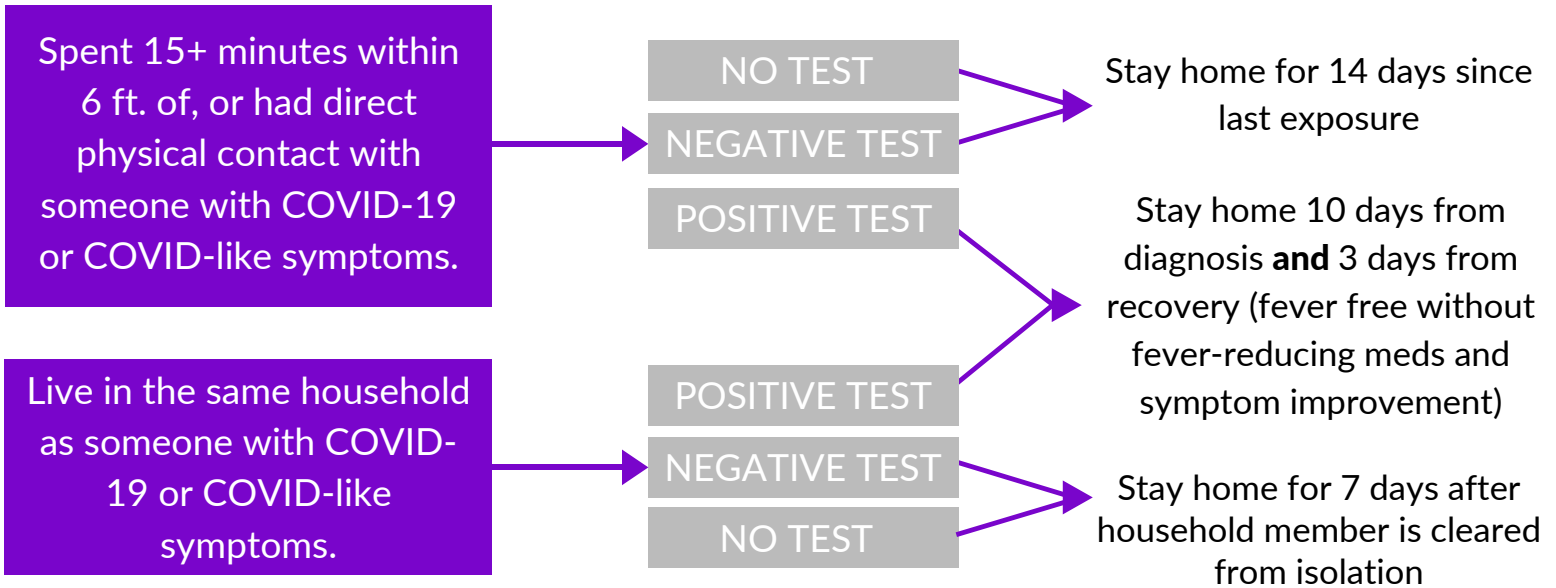 Spent 15+ minutes within
6 ft. of, or had direct
physical contact with
someone with COVID-19
or COVID-like symptoms.
NO TEST
NEGATIVE TEST
POSITIVE TEST
Stay home for 14 days since
last exposure
Stay home 10 days from
diagnosis and 3 days from
recovery (fever free without
fever-reducing meds and
symptom improvement)
Live in the same household
as someone with COVID-
19 or COVID-like
symptoms.
POSITIVE TEST
NEGATIVE TEST
NO TEST
Stay home for 7 days after
household member is cleared
from isolation